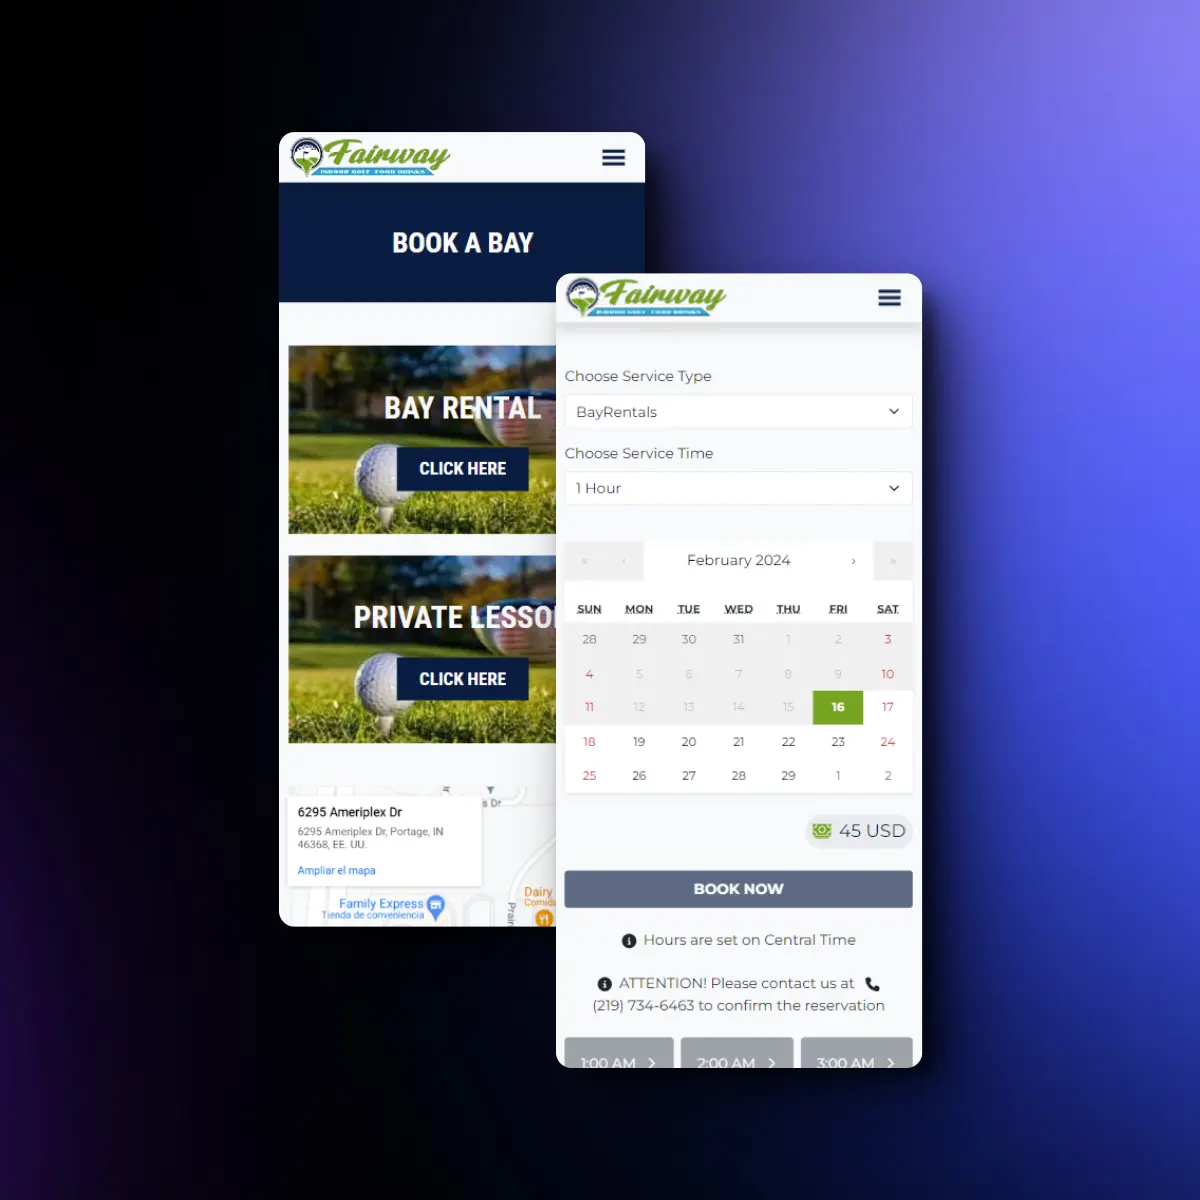 Fairway
INDOOR GOLF FOOD DRINKS
BOOK A BAY
BAY RENTAL
CLICK HERE
PRIVATE LESSO
CLICK HERE
s Dr
6295 Ameriplex Dr
6295 Ameriplex Dr, Portage, IN
46368, EE. UU.
Ampliar el mapa
Family Express
Tienda de conveniencia
Dairy
Comida
Prair
Fairway
INDOOR GOLF FOOD DRINKS
Choose Service Type
BayRentals
Choose Service Time
1 Hour
« ‹ February 2024 › »
SUN MON TUE WED THU FRI SAT
28 29 30 31 1 2 3
4 5 6 7 8 9 10
11 12 13 14 15 16 17
18 19 20 21 22 23 24
25 26 27 28 29 1 2
45 USD
BOOK NOW
Hours are set on Central Time
ATTENTION! Please contact us at
(219) 734-6463 to confirm the reservation
1:00 AM 2:00 AM 3:00 AM